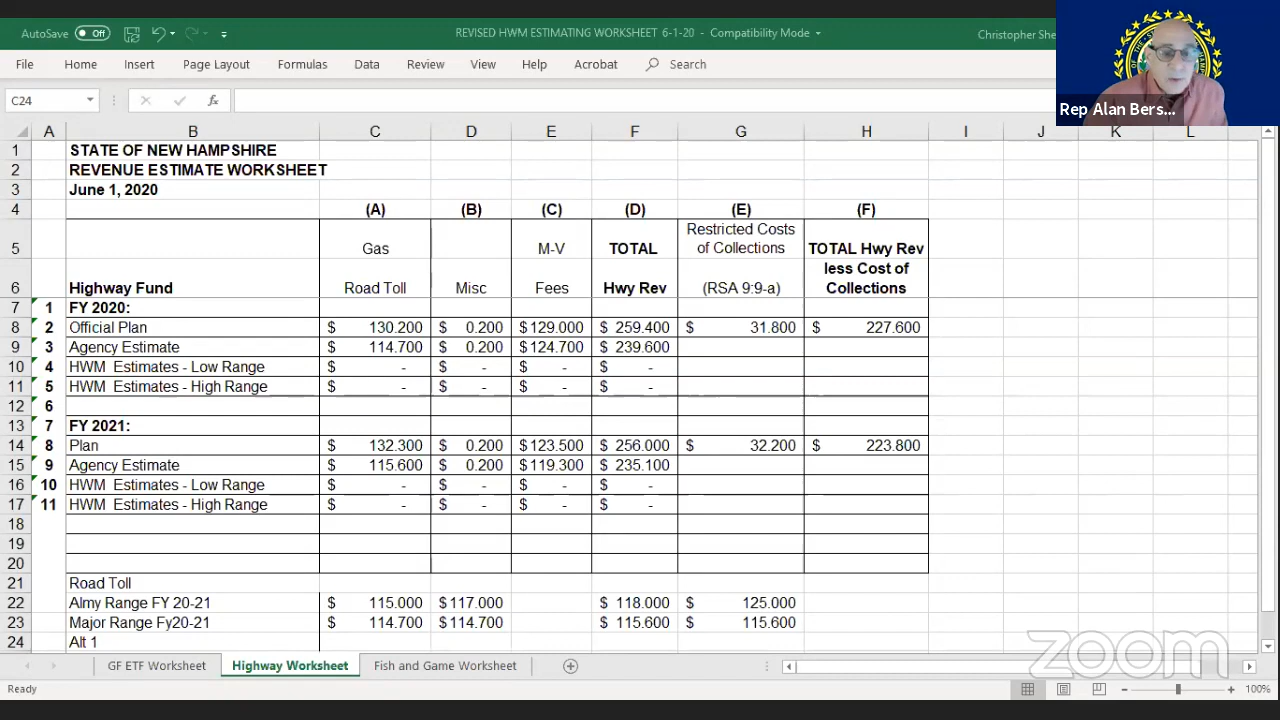 AutoSave Off REVISED HWM ESTIMATING WORKSHEET 6-1-20 - Compatibility Mode Christopher She
File Home Insert Page Layout Formulas Data Review View Help Acrobat Search
Rep Alan Bers...
C24 fx
A B C D E F G H I J K L
1 STATE OF NEW HAMPSHIRE
2 REVENUE ESTIMATE WORKSHEET
3 June 1, 2020
4 (A) (B) (C) (D) (E) (F)
Restricted Costs
5 Gas M-V TOTAL of Collections TOTAL Hwy Rev
less Cost of
6 Highway Fund Road Toll Misc Fees Hwy Rev (RSA 9:9-a) Collections
7 1 FY 2020:
8 2 Official Plan $ 130.200 $ 0.200 $129.000 $ 259.400 $ 31.800 $ 227.600
9 3 Agency Estimate $ 114.700 $ 0.200 $124.700 $ 239.600
10 4 HWM Estimates - Low Range $ - $ - $ - $ -
11 5 HWM Estimates - High Range $ - $ - $ - $ -
12 6
13 7 FY 2021:
14 8 Plan $ 132.300 $ 0.200 $123.500 $ 256.000 $ 32.200 $ 223.800
15 9 Agency Estimate $ 115.600 $ 0.200 $119.300 $ 235.100
16 10 HWM Estimates - Low Range $ - $ - $ - $ -
17 11 HWM Estimates - High Range $ - $ - $ - $ -
18
19
20
21 Road Toll
22 Almy Range FY 20-21 $ 115.000 $117.000 $ 118.000 $ 125.000
23 Major Range Fy20-21 $ 114.700 $114.700 $ 115.600 $ 115.600
24 Alt 1
zoom
GF ETF Worksheet Highway Worksheet Fish and Game Worksheet
Ready 100%